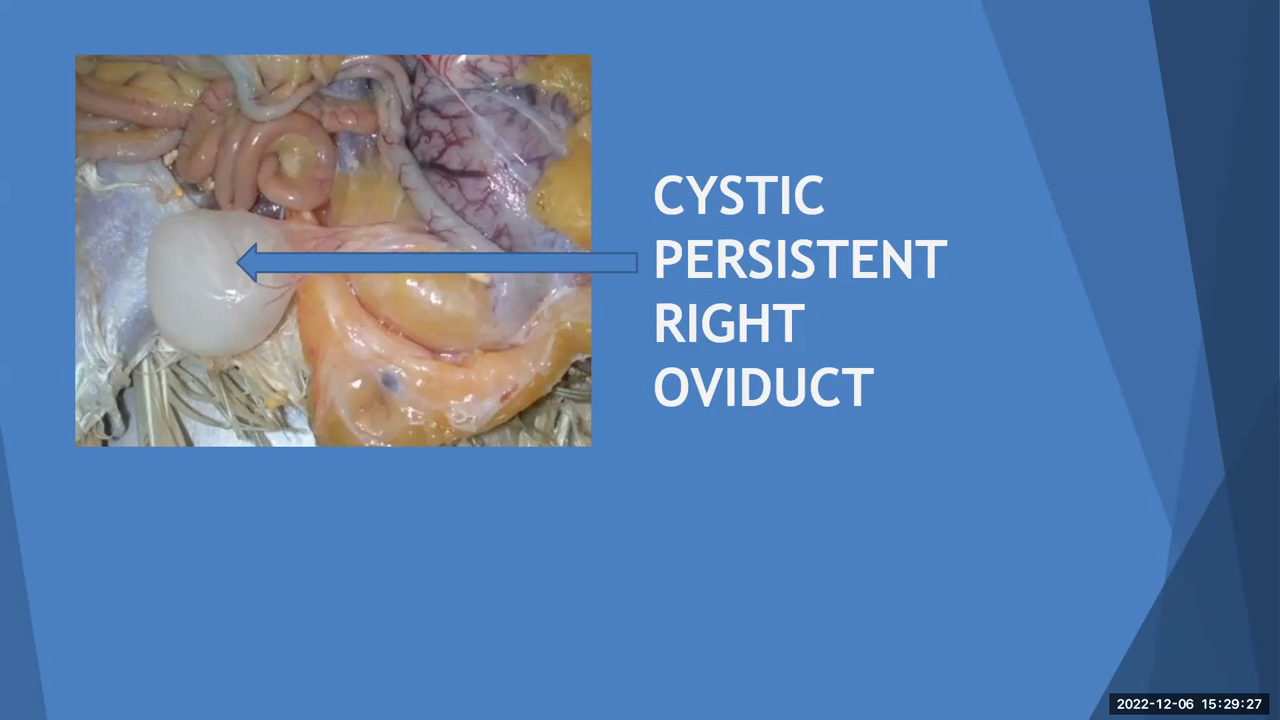 CYSTIC
PERSISTENT
RIGHT
OVIDUCT
2022-12-06 15:29:27